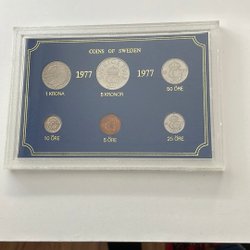 COINS OF SWEDEN
1977 1977
1 KRONA 5 KRONOR 50 ÖRE
10 ÖRE 5 ÖRE 25 ÖRE